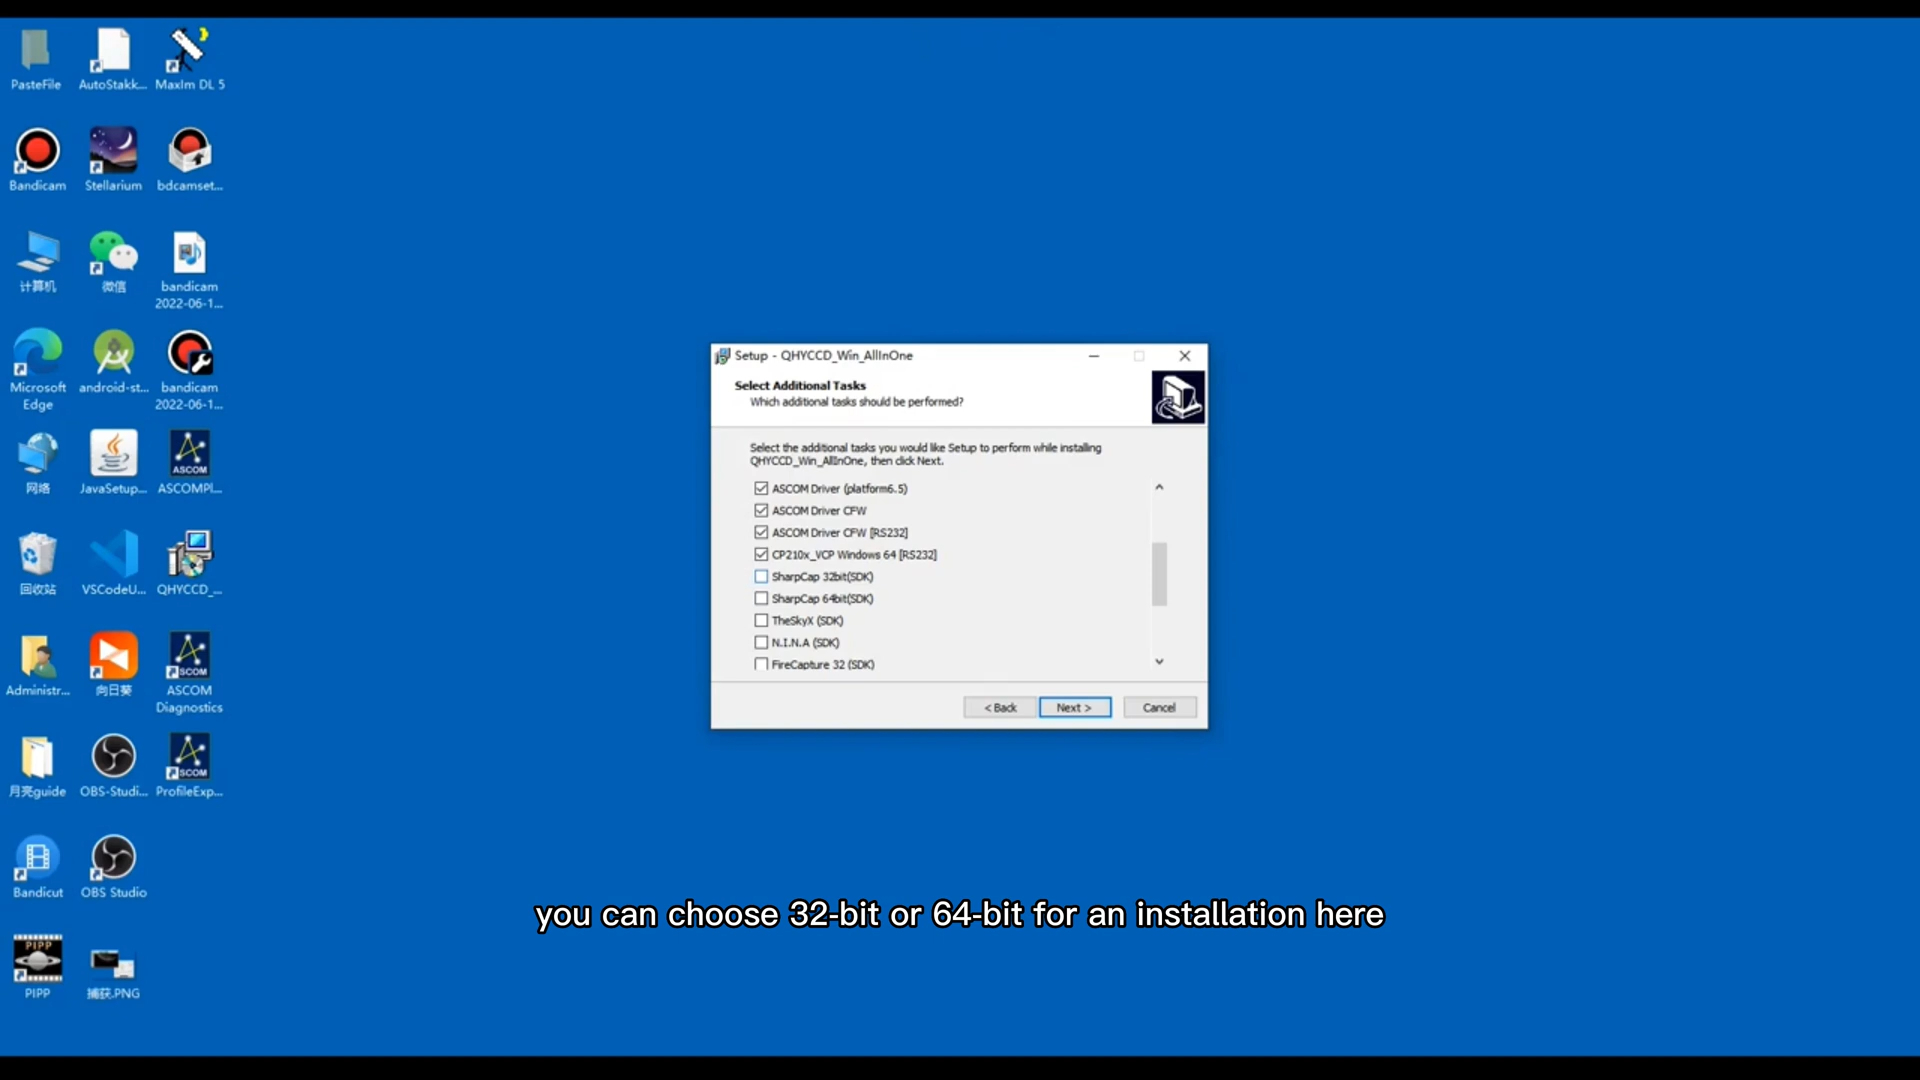 PasteFile
AutoStakk...
MaxIm DL 5
Bandicam
Stellarium
bdcamset...
计算机
微信
bandicam
2022-06-1...
Microsoft
Edge
android-st...
bandicam
2022-06-1...
网络
JavaSetup...
ASCOM
ASCOMPl...
回收站
VSCodeU...
QHYCCD_...
Administr...
向日葵
SCOM
ASCOM
Diagnostics
月亮guide
OBS-Studi...
SCOM
ProfileExp...
Bandicut
OBS Studio
PIPP
PIPP
捕获.PNG
Setup - QHYCCD_Win_AllInOne
Select Additional Tasks
Which additional tasks should be performed?
Select the additional tasks you would like Setup to perform while installing
QHYCCD_Win_AllInOne, then click Next.
ASCOM Driver (platform6.5)
ASCOM Driver CFW
ASCOM Driver CFW [RS232]
CP210x_VCP Windows 64 [RS232]
SharpCap 32bit(SDK)
SharpCap 64bit(SDK)
TheSkyX (SDK)
N.I.N.A (SDK)
FireCapture 32 (SDK)
< Back
Next >
Cancel
you can choose 32-bit or 64-bit for an installation here